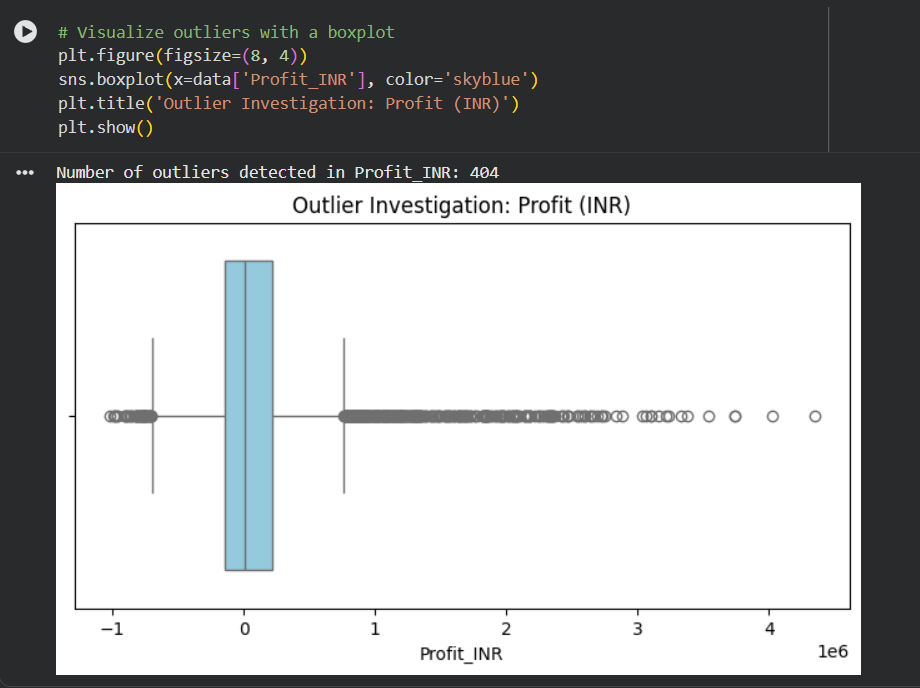 # Visualize outliers with a boxplot
plt.figure(figsize=(8, 4))
sns.boxplot(x=data['Profit_INR'], color='skyblue')
plt.title('Outlier Investigation: Profit (INR)')
plt.show()
Number of outliers detected in Profit_INR: 404
Outlier Investigation: Profit (INR)
−1 0 1 2 3 4
1e6
Profit_INR